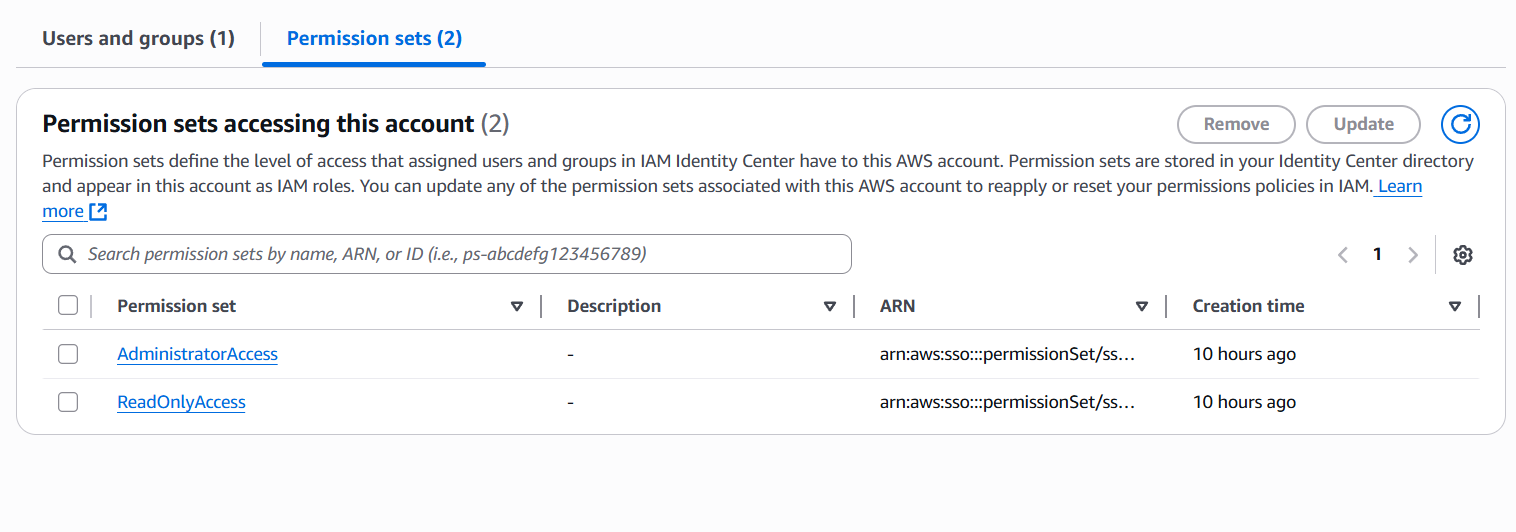 Users and groups (1)
Permission sets (2)
Permission sets accessing this account (2)
Remove
Update
Permission sets define the level of access that assigned users and groups in IAM Identity Center have to this AWS account. Permission sets are stored in your Identity Center directory
and appear in this account as IAM roles. You can update any of the permission sets associated with this AWS account to reapply or reset your permissions policies in IAM. Learn
more
Search permission sets by name, ARN, or ID (i.e., ps-abcdefg123456789)
1
Permission set
Description
ARN
Creation time
AdministratorAccess
-
arn:aws:sso:::permissionSet/ss...
10 hours ago
ReadOnlyAccess
-
arn:aws:sso:::permissionSet/ss...
10 hours ago